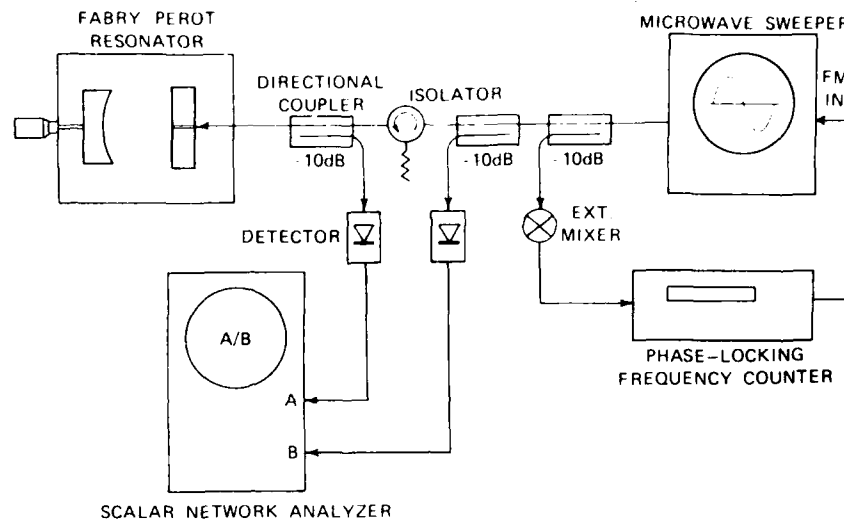 FABRY PEROT
RESONATOR
DIRECTIONAL
COUPLER
ISOLATOR
MICROWAVE SWEEPER
FM
IN
-10dB
-10dB
-10dB
DETECTOR
EXT.
MIXER
A/B
A
B
PHASE-LOCKING
FREQUENCY COUNTER
SCALAR NETWORK ANALYZER